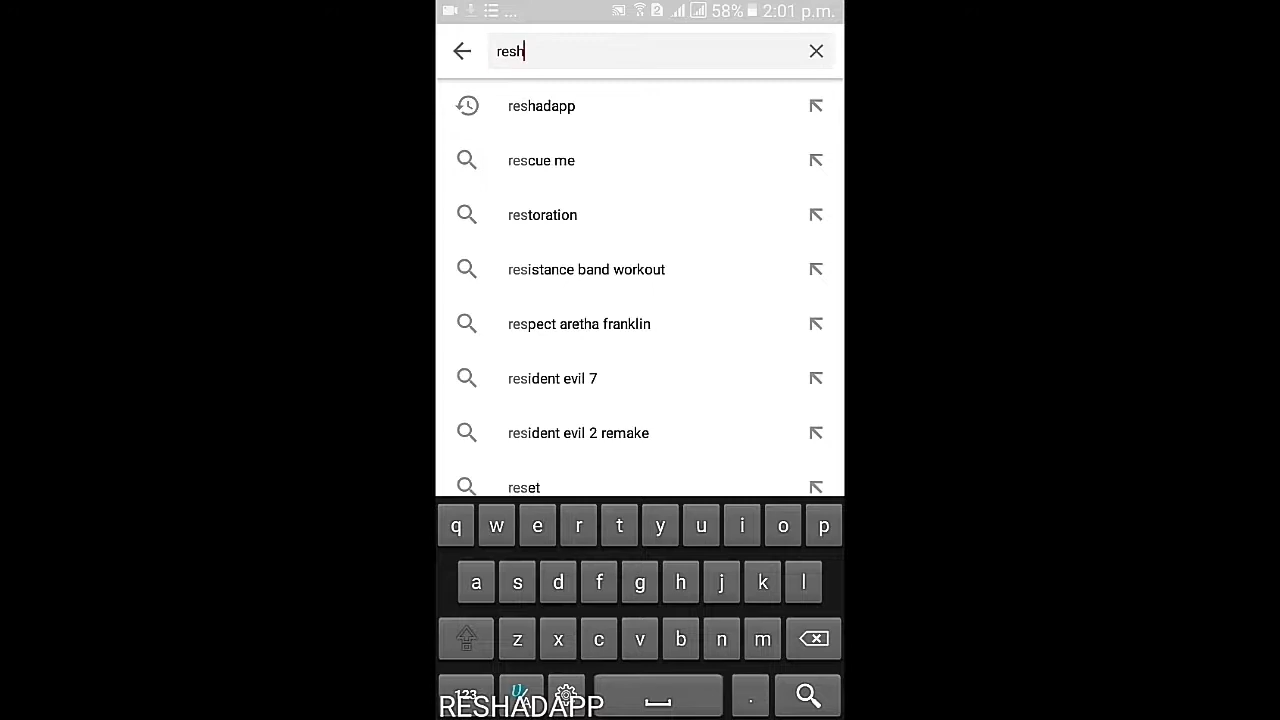 ... 58% 2:01 p.m.
resh
reshadapp
rescue me
restoration
resistance band workout
respect aretha franklin
resident evil 7
resident evil 2 remake
reset
q w e r t y u i o p
a s d f g h j k l
z x c v b n m
123 .
RESHADAPP